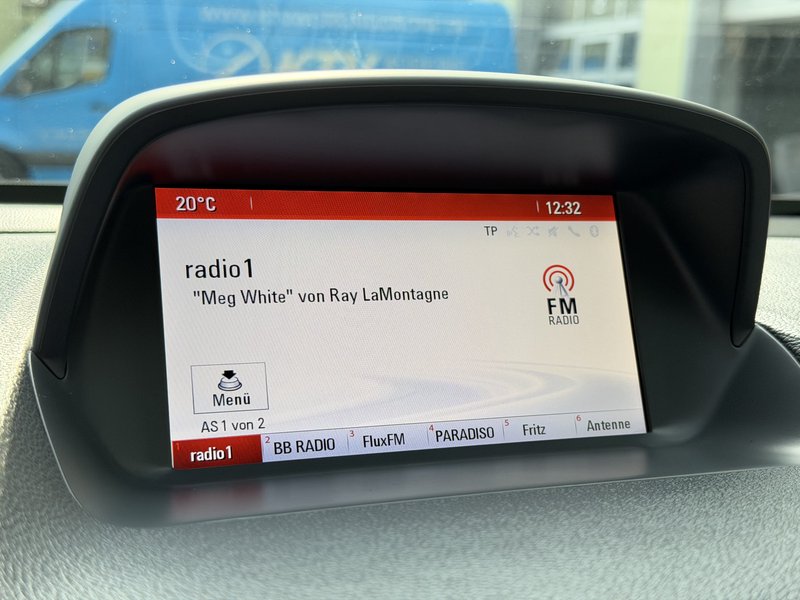 20°C
12:32
TP
radio1
"Meg White" von Ray LaMontagne
FM
RADIO
Menü
AS 1 von 2
radio1
2 BB RADIO
3 FluxFM
4 PARADISO
5 Fritz
6 Antenne